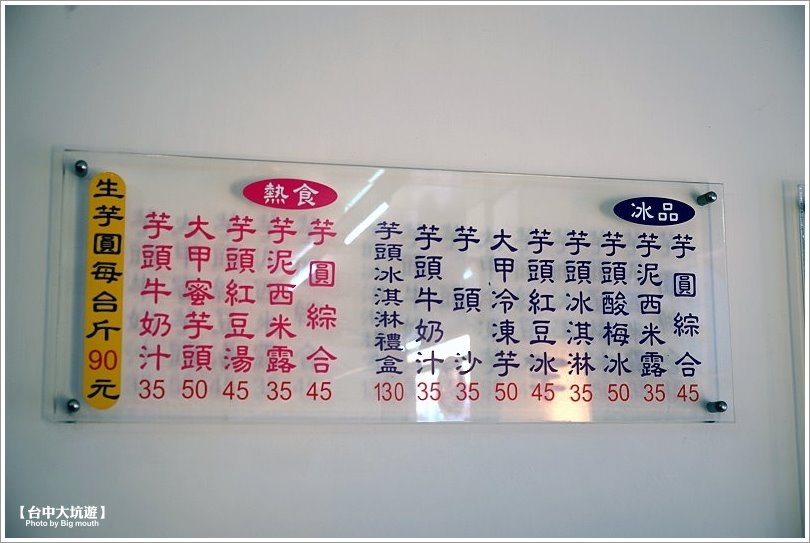 冰品
芋圓綜合 45
芋泥西米露 35
芋頭酸梅冰 50
芋頭冰淇淋 35
芋頭紅豆冰 45
大甲冷凍芋 50
芋頭沙 35
芋頭牛奶汁 35
芋頭冰淇淋禮盒 130
熱食
芋圓綜合 45
芋泥西米露 35
芋頭紅豆湯 45
大甲蜜芋頭 50
芋頭牛奶汁 35
生芋圓每台斤90元
【台中大坑遊】
Photo by Big mouth